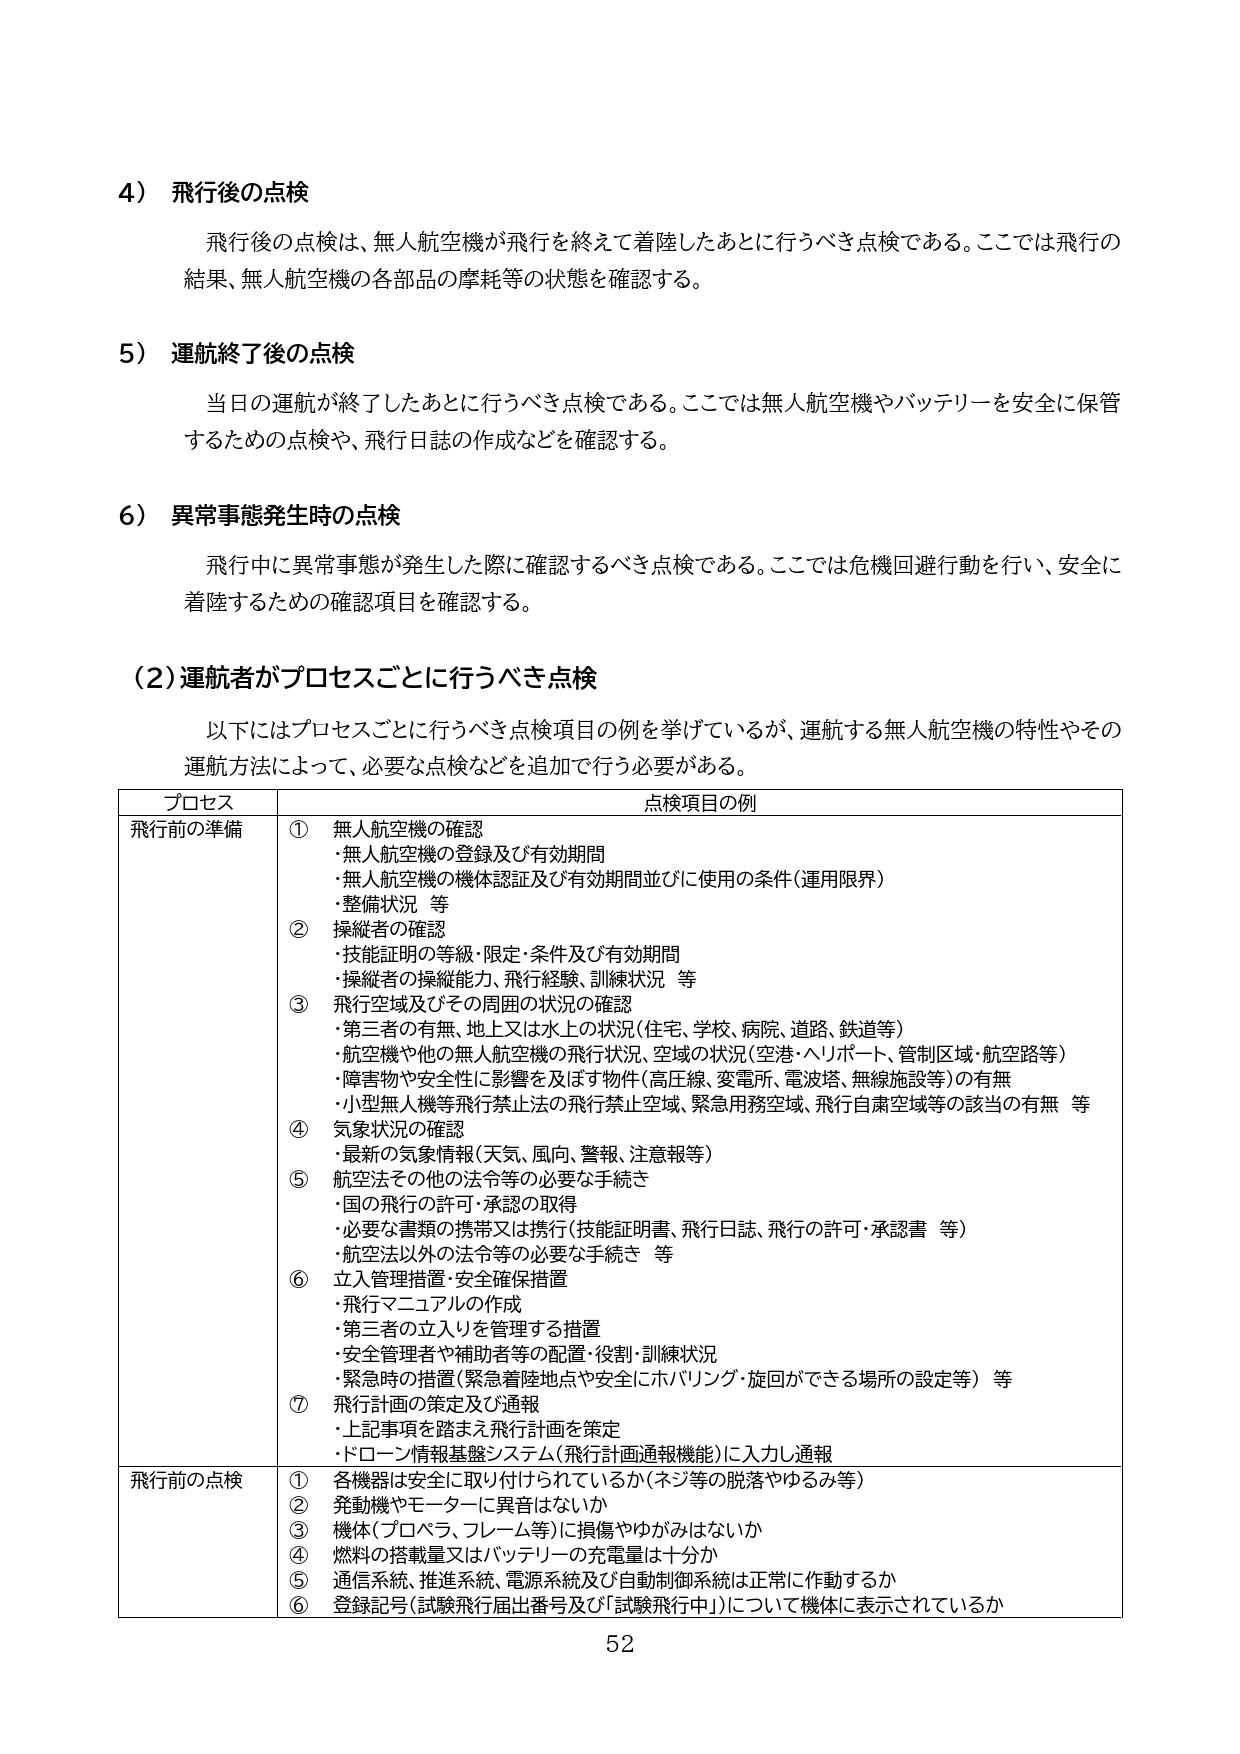 4） 飛行後の点検
飛行後の点検は、無人航空機が飛行を終えて着陸したあとに行うべき点検である。ここでは飛行の
結果、無人航空機の各部品の摩耗等の状態を確認する。
5） 運航終了後の点検
当日の運航が終了したあとに行うべき点検である。ここでは無人航空機やバッテリーを安全に保管
するための点検や、飛行日誌の作成などを確認する。
6） 異常事態発生時の点検
飛行中に異常事態が発生した際に確認するべき点検である。ここでは危機回避行動を行い、安全に
着陸するための確認項目を確認する。
（2）運航者がプロセスごとに行うべき点検
以下にはプロセスごとに行うべき点検項目の例を挙げているが、運航する無人航空機の特性やその
運航方法によって、必要な点検などを追加で行う必要がある。
プロセス 点検項目の例
飛行前の準備 ① 無人航空機の確認
・無人航空機の登録及び有効期間
・無人航空機の機体認証及び有効期間並びに使用の条件（運用限界）
・整備状況 等
② 操縦者の確認
・技能証明の等級・限定・条件及び有効期間
・操縦者の操縦能力、飛行経験、訓練状況 等
③ 飛行空域及びその周囲の状況の確認
・第三者の有無、地上又は水上の状況（住宅、学校、病院、道路、鉄道等）
・航空機や他の無人航空機の飛行状況、空域の状況（空港・ヘリポート、管制区域・航空路等）
・障害物や安全性に影響を及ぼす物件（高圧線、変電所、電波塔、無線施設等）の有無
・小型無人機等飛行禁止法の飛行禁止空域、緊急用務空域、飛行自粛空域等の該当の有無 等
④ 気象状況の確認
・最新の気象情報（天気、風向、警報、注意報等）
⑤ 航空法その他の法令等の必要な手続き
・国の飛行の許可・承認の取得
・必要な書類の携帯又は携行（技能証明書、飛行日誌、飛行の許可・承認書 等）
・航空法以外の法令等の必要な手続き 等
⑥ 立入管理措置・安全確保措置
・飛行マニュアルの作成
・第三者の立入りを管理する措置
・安全管理者や補助者等の配置・役割・訓練状況
・緊急時の措置（緊急着陸地点や安全にホバリング・旋回ができる場所の設定等） 等
⑦ 飛行計画の策定及び通報
・上記事項を踏まえ飛行計画を策定
・ドローン情報基盤システム（飛行計画通報機能）に入力し通報
飛行前の点検 ① 各機器は安全に取り付けられているか（ネジ等の脱落やゆるみ等）
② 発動機やモーターに異音はないか
③ 機体（プロペラ、フレーム等）に損傷やゆがみはないか
④ 燃料の搭載量又はバッテリーの充電量は十分か
⑤ 通信系統、推進系統、電源系統及び自動制御系統は正常に作動するか
⑥ 登録記号（試験飛行届出番号及び「試験飛行中」）について機体に表示されているか
52